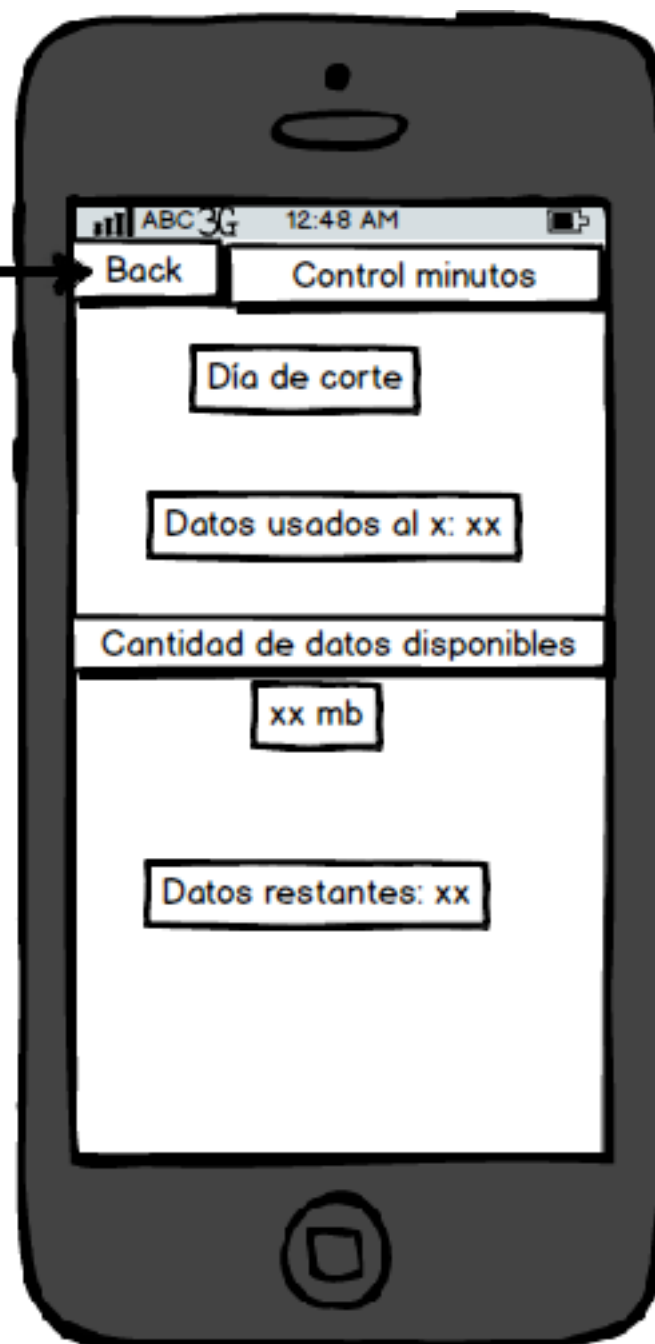 ABC 3G 12:48 AM
Back Control minutos
Día de corte
Datos usados al x: xx
Cantidad de datos disponibles
xx mb
Datos restantes: xx